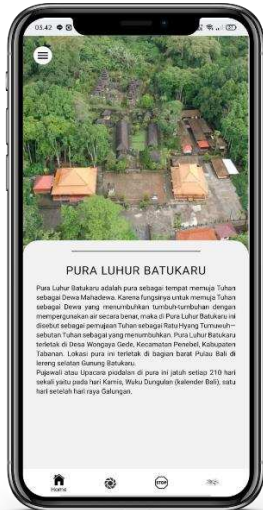 03.42
PURA LUHUR BATUKARU
Pura Luhur Batukaru adalah pura sebagai tempat memuja Tuhan
sebagai Dewa Mahadewa. Karena fungsinya untuk memuja Tuhan
sebagai Dewa yang menumbuhkan tumbuh-tumbuhan dengan
mempergunakan air secara benar, maka di Pura Luhur Batukaru ini
disebut sebagai pemujaan Tuhan sebagai Ratu Hyang Tumuwuh—
sebutan Tuhan sebagai yang menumbuhkan. Pura Luhur Batukaru
terletak di Desa Wongaya Gede, Kecamatan Penebel, Kabupaten
Tabanan. Lokasi pura ini terletak di bagian barat Pulau Bali di
lereng selatan Gunung Batukaru.
Pujawali atau Upacara piodalan di pura ini jatuh setiap 210 hari
sekali yaitu pada hari Kamis, Waku Dungulan (kalender Bali), satu
hari setelah hari raya Galungan.
Home
STOP